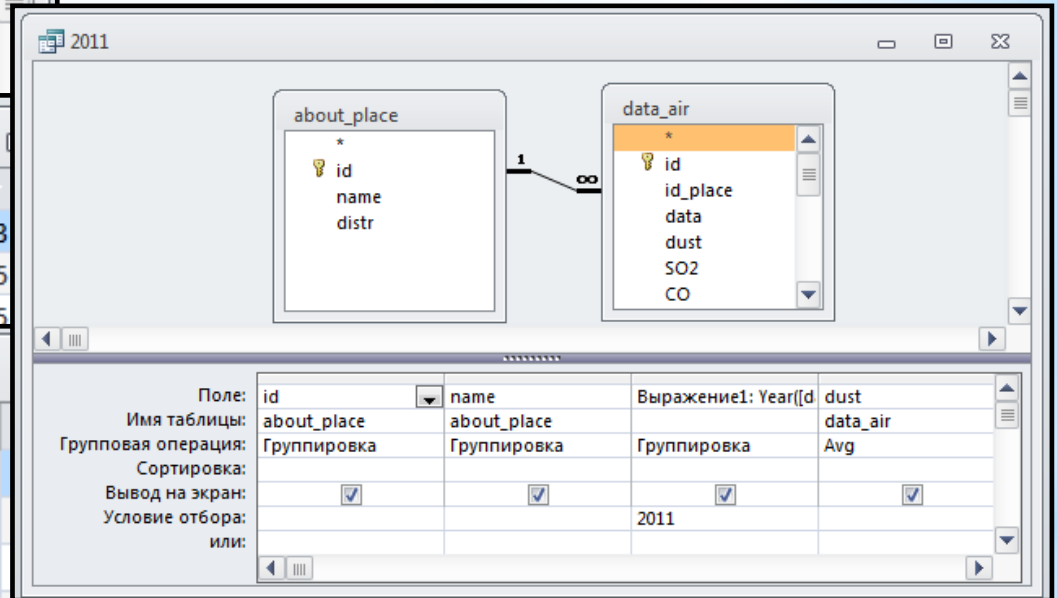 2011
about_place
*
id
name
distr
1
∞
data_air
*
id
id_place
data
dust
SO2
CO
Поле: id name Выражение1: Year([d dust
Имя таблицы: about_place about_place data_air
Групповая операция: Группировка Группировка Группировка Avg
Сортировка:
Вывод на экран:
Условие отбора: 2011
или: